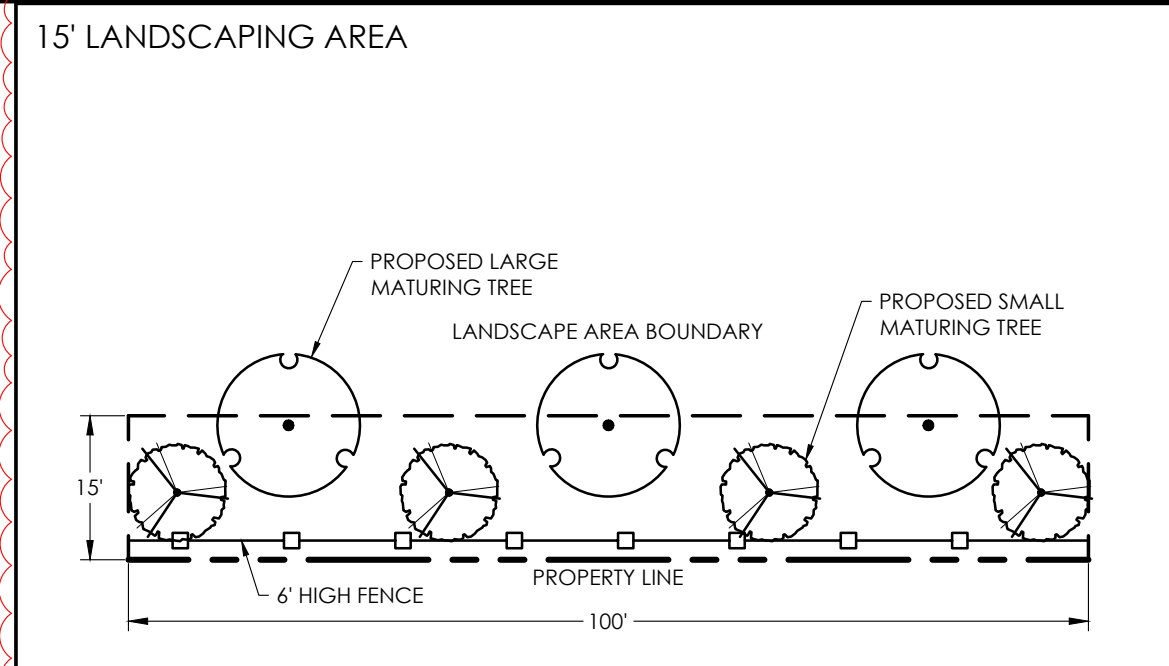 15' LANDSCAPING AREA
PROPOSED LARGE
MATURING TREE
PROPOSED SMALL
MATURING TREE
LANDSCAPE AREA BOUNDARY
15'
PROPERTY LINE
6' HIGH FENCE
100'